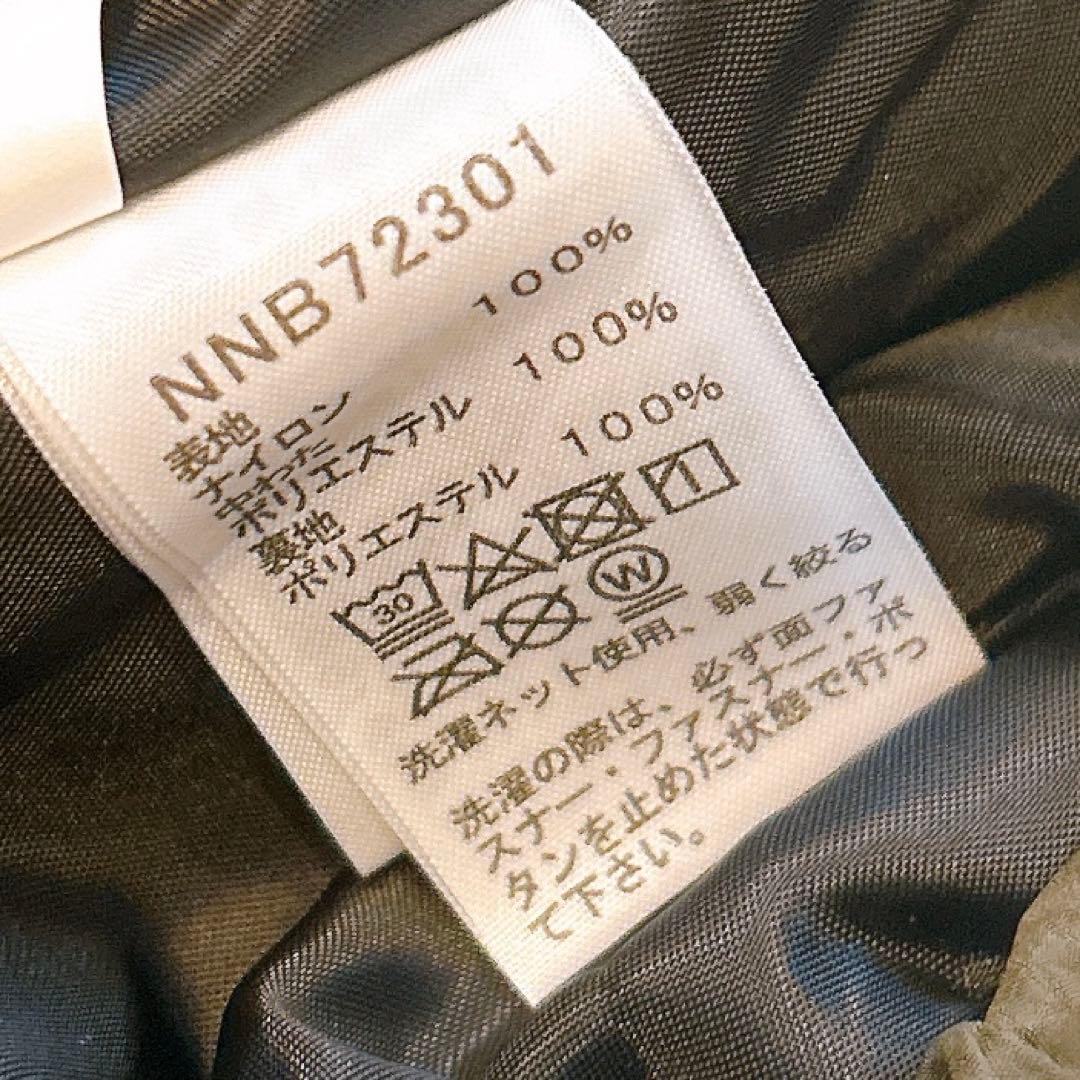 NNB72301
表地
ナイロン 100%
中わた
ポリエステル 100%
裏地
ポリエステル 100%
30
W
洗濯ネット使用、弱く絞る
洗濯の際は、必ず面ファ
スナー・ファスナー・ボ
タンを止めた状態で行っ
て下さい。